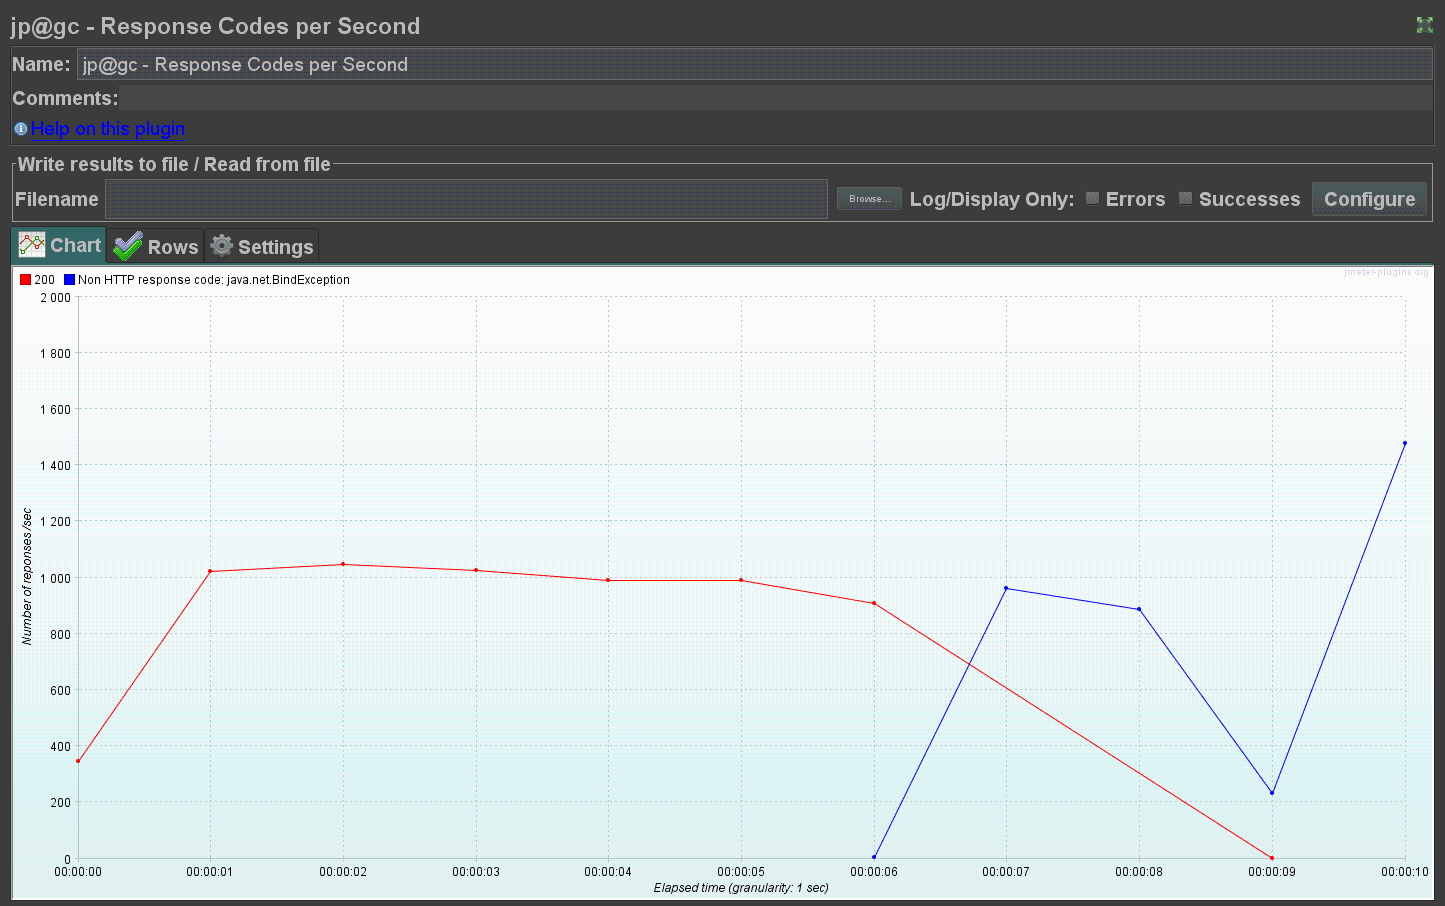 jp@gc - Response Codes per Second
Name: jp@gc - Response Codes per Second
Comments:
Help on this plugin
Write results to file / Read from file
Filename Browse... Log/Display Only: Errors Successes Configure
Chart Rows Settings
200 Non HTTP response code: java.net.BindException
jmeter-plugins.org
2 000
1 800
1 600
1 400
1 200
1 000
800
600
400
200
0
Number of reponses /sec
00:00:00 00:00:01 00:00:02 00:00:03 00:00:04 00:00:05 00:00:06 00:00:07 00:00:08 00:00:09 00:00:10
Elapsed time (granularity: 1 sec)